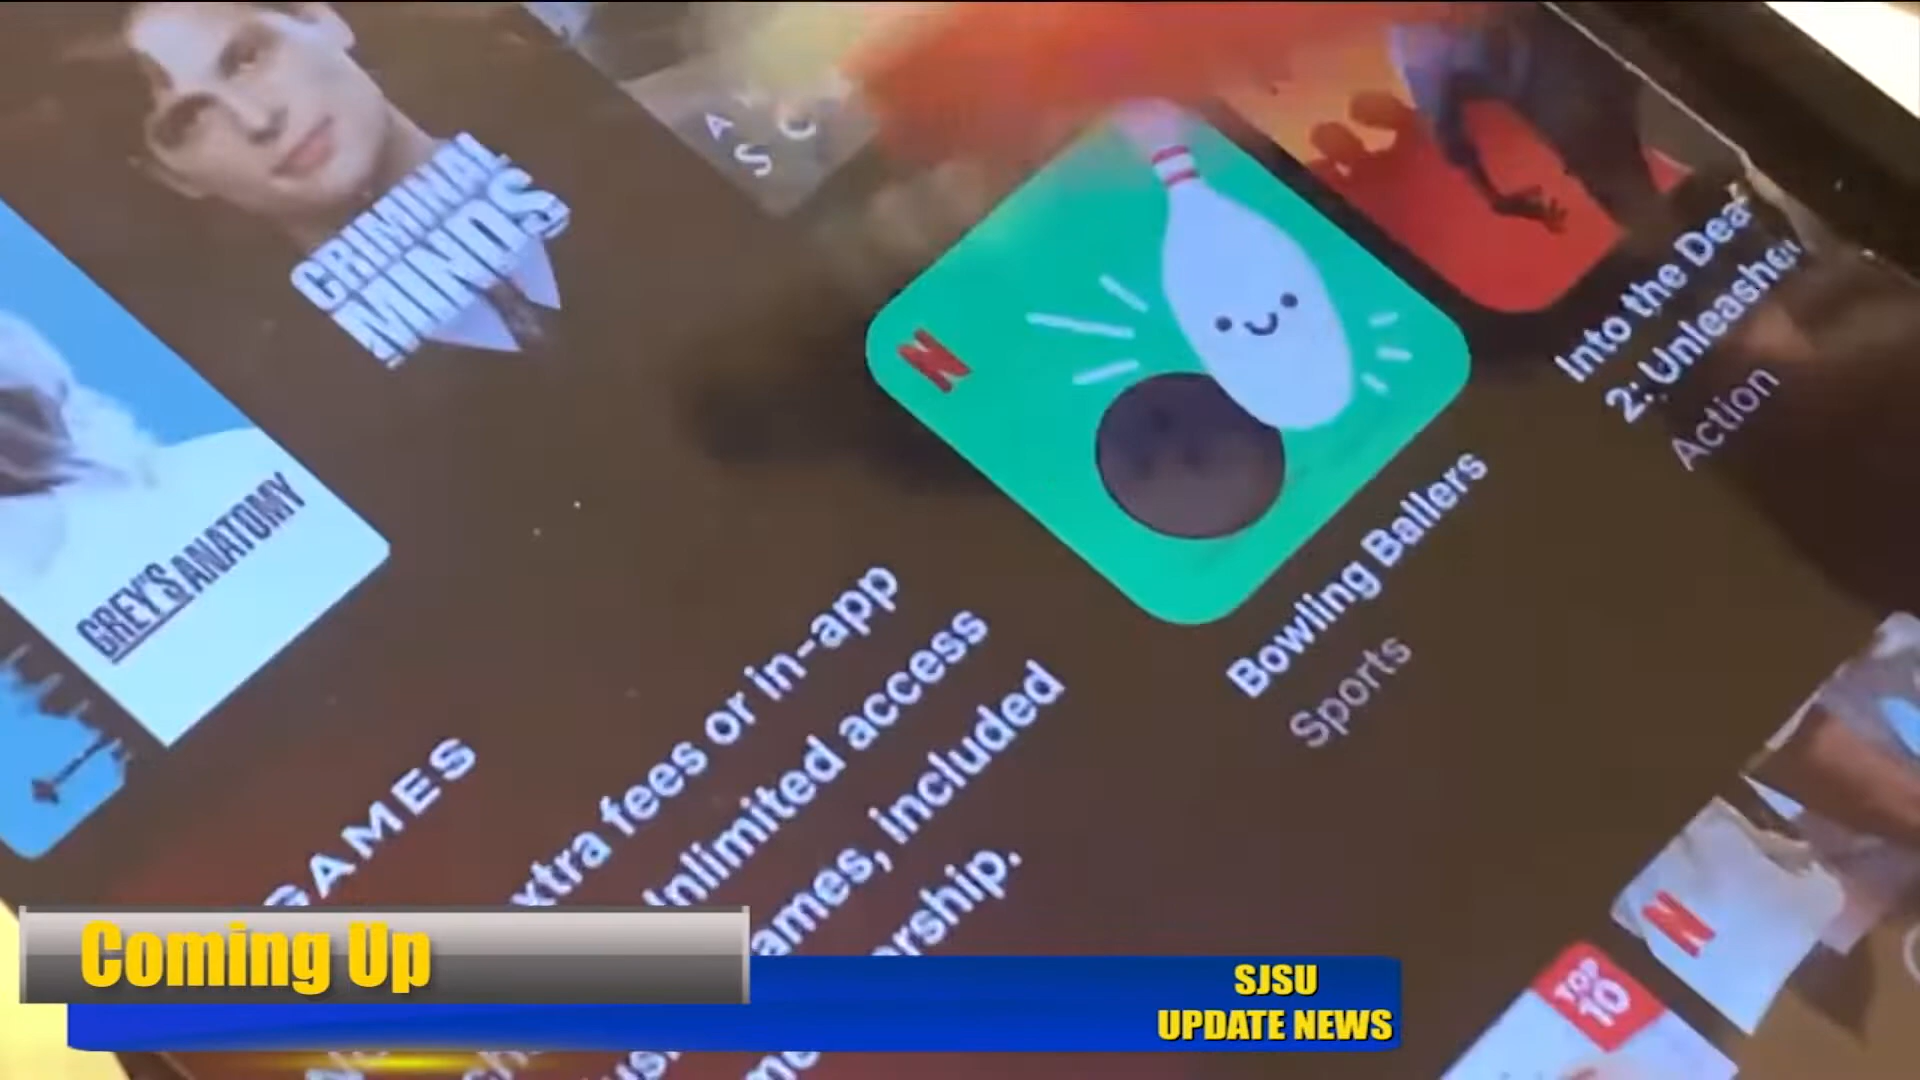 CRIMINAL
MINDS
GREY'S ANATOMY
A
S C
N
Into the Dea
2: Unleashe
Action
Bowling Ballers
Sports
GAMES
xtra fees or in-app
nlimited access
ames, included
ership.
N
TOP
10
Coming Up
SJSU
UPDATE NEWS